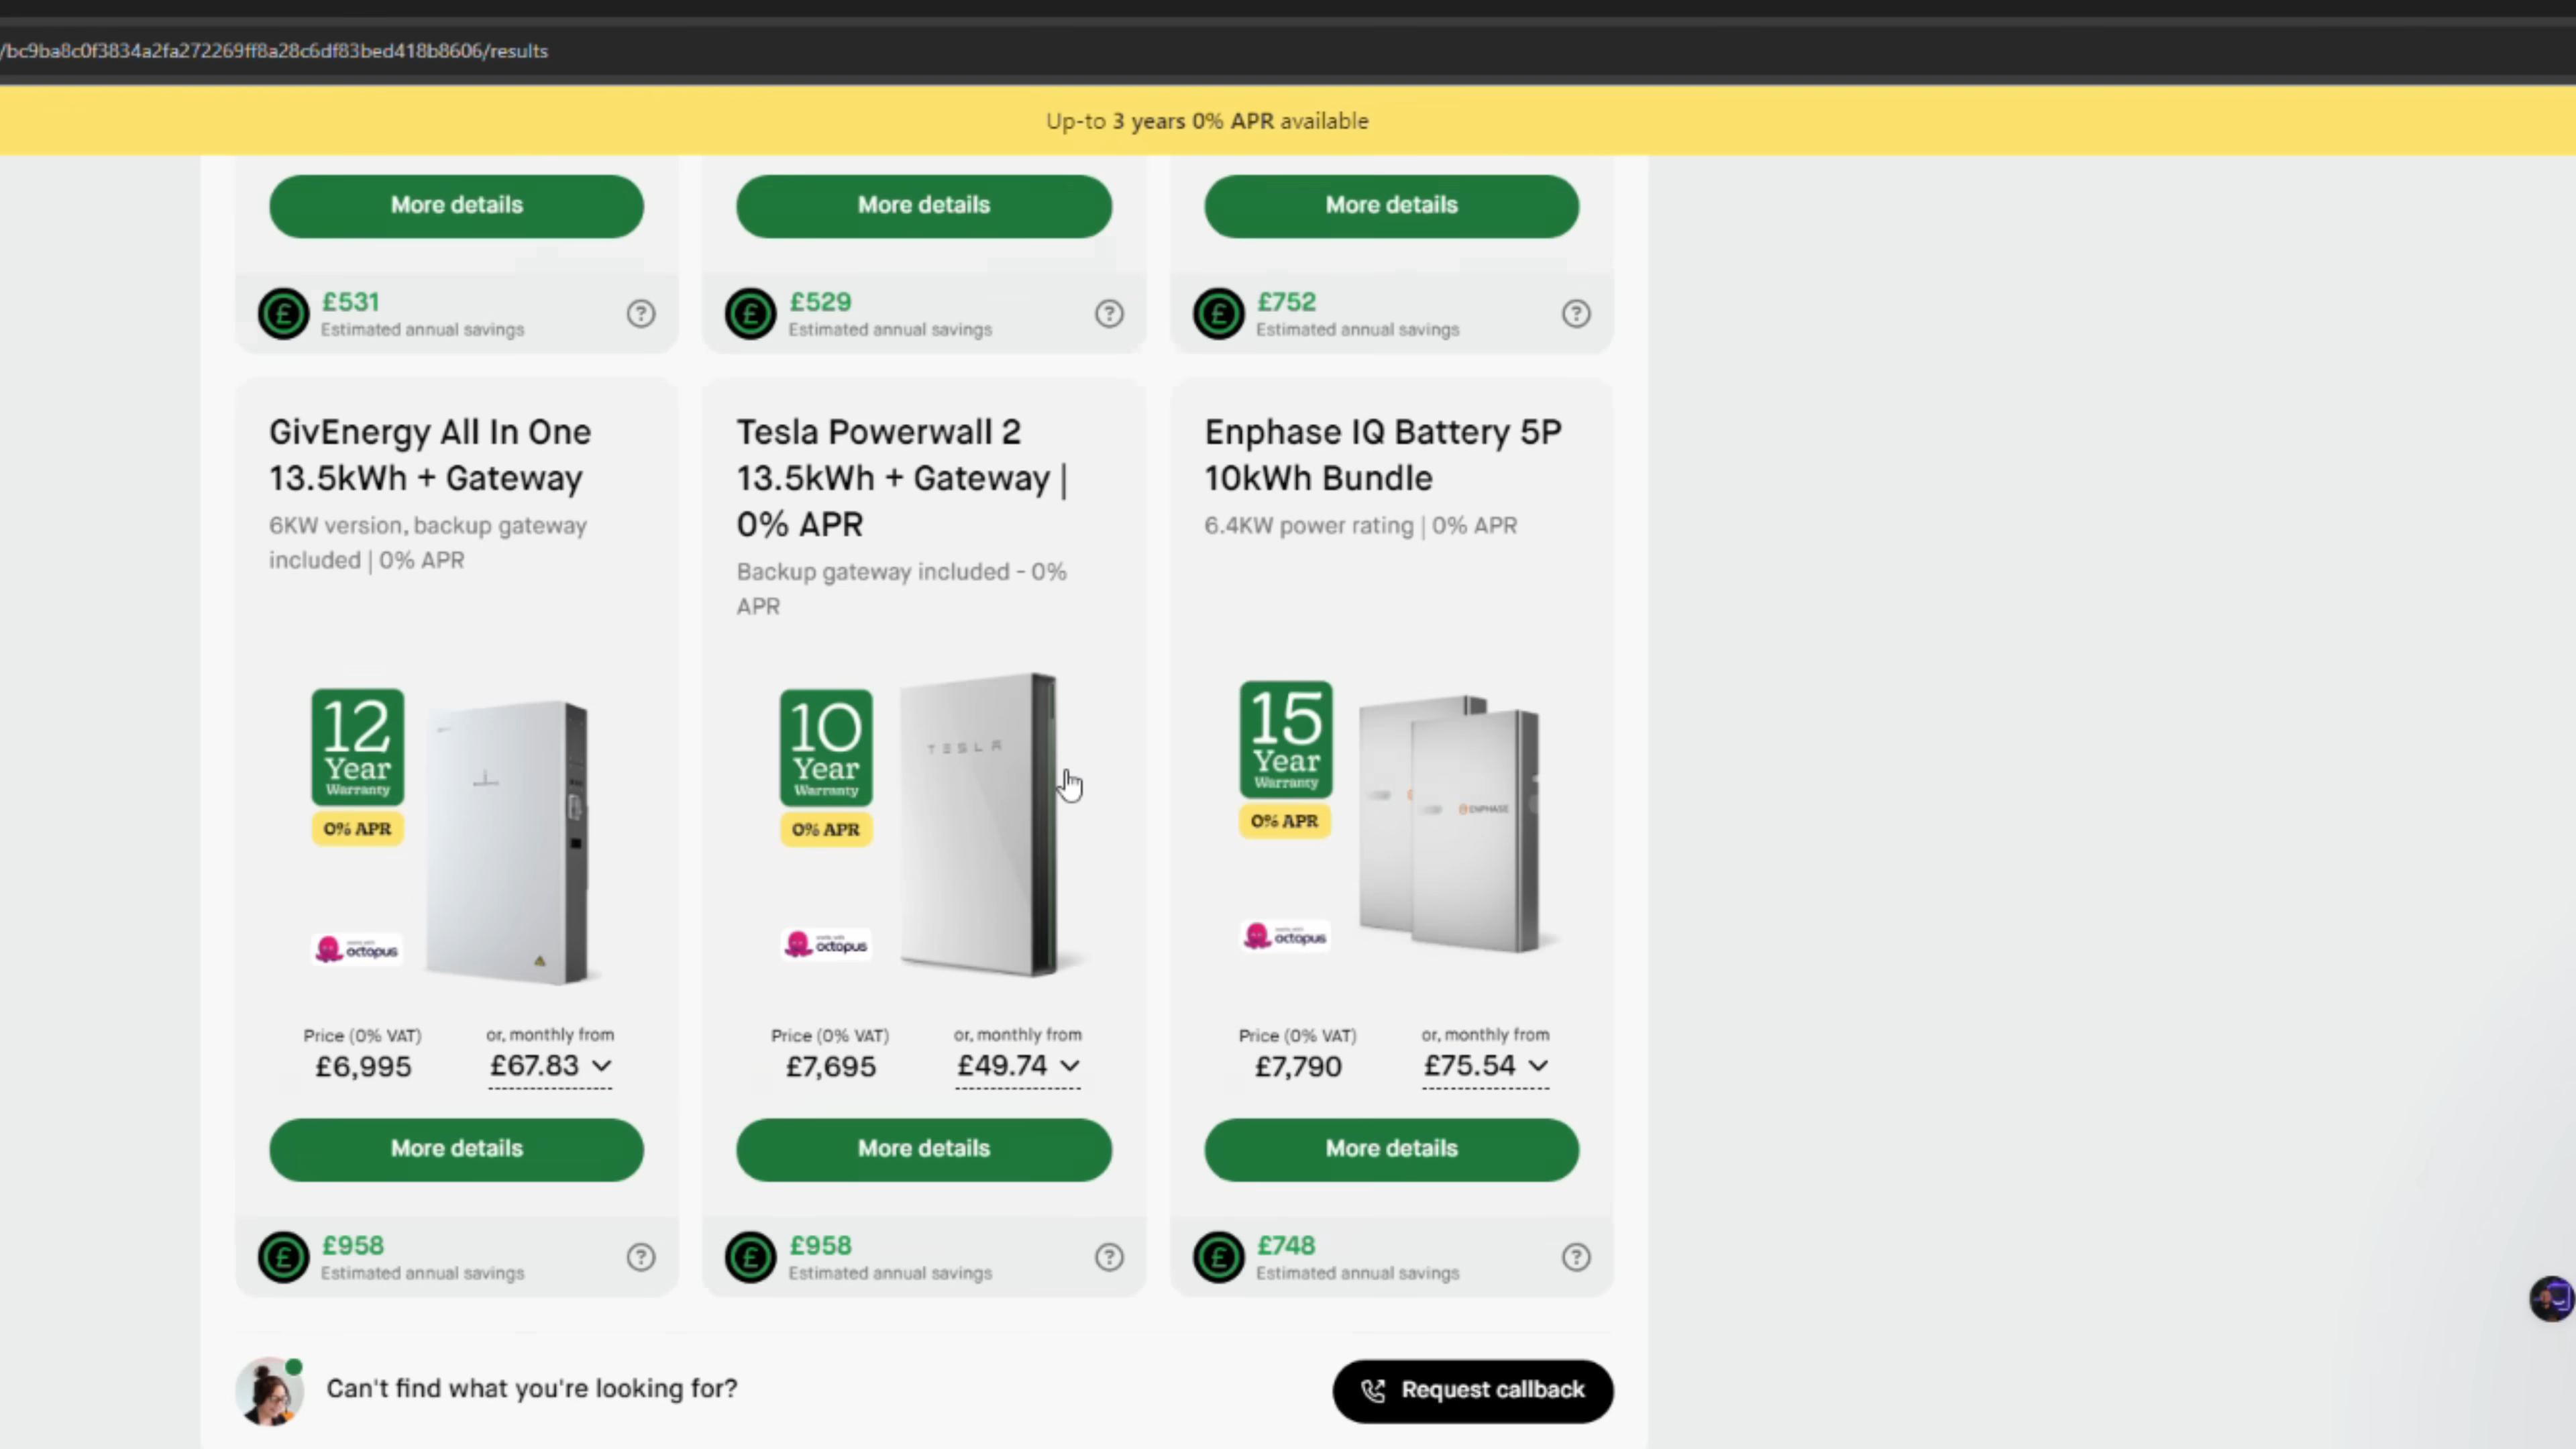 /bc9ba8c0f3834a2fa272269ff8a28c6df83bed418b8606/results
Up-to 3 years 0% APR available
More details
More details
More details
£531
Estimated annual savings
£529
Estimated annual savings
£752
Estimated annual savings
GivEnergy All In One
13.5kWh + Gateway
6KW version, backup gateway
included | 0% APR
12
Year
Warranty
0% APR
works with
octopus
Price (0% VAT)
£6,995
or, monthly from
£67.83
More details
£958
Estimated annual savings
Tesla Powerwall 2
13.5kWh + Gateway |
0% APR
Backup gateway included - 0%
APR
10
Year
Warranty
0% APR
works with
octopus
TESLA
Price (0% VAT)
£7,695
or, monthly from
£49.74
More details
£958
Estimated annual savings
Enphase IQ Battery 5P
10kWh Bundle
6.4KW power rating | 0% APR
15
Year
Warranty
0% APR
works with
octopus
ENPHASE
Price (0% VAT)
£7,790
or, monthly from
£75.54
More details
£748
Estimated annual savings
Can't find what you're looking for?
Request callback